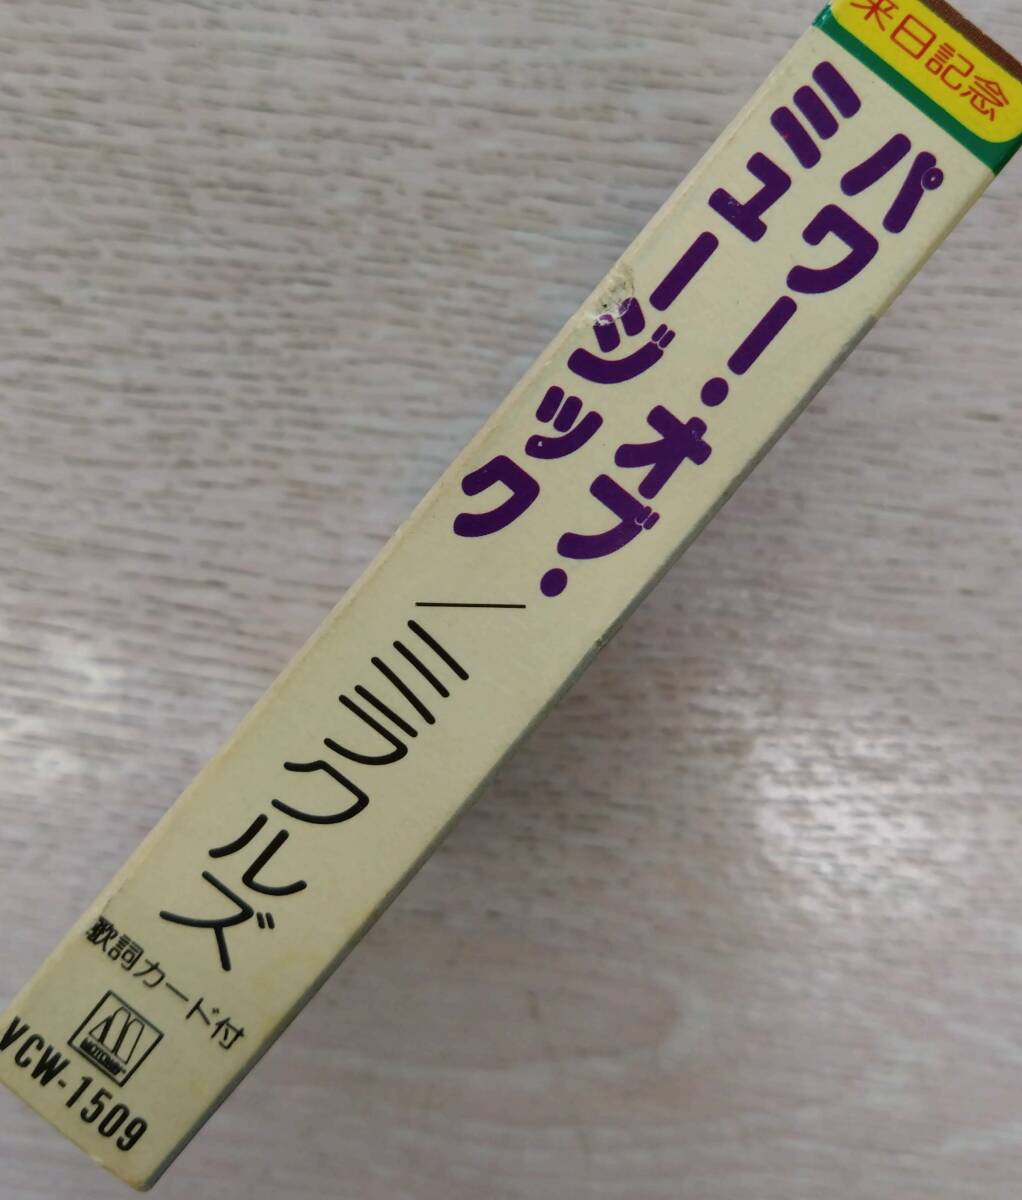 来日記念
パワー・オブ・
ミュージック
／ミラクルズ
歌詞カード付
MOTOWN
VCW-1509